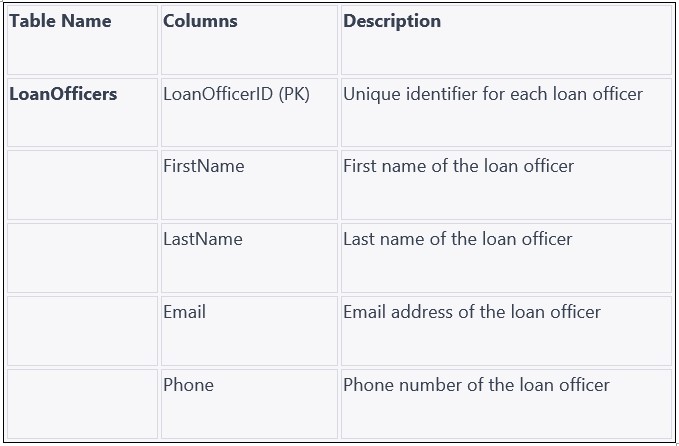 Table Name Columns Description
LoanOfficers LoanOfficerID (PK) Unique identifier for each loan officer
FirstName First name of the loan officer
LastName Last name of the loan officer
Email Email address of the loan officer
Phone Phone number of the loan officer